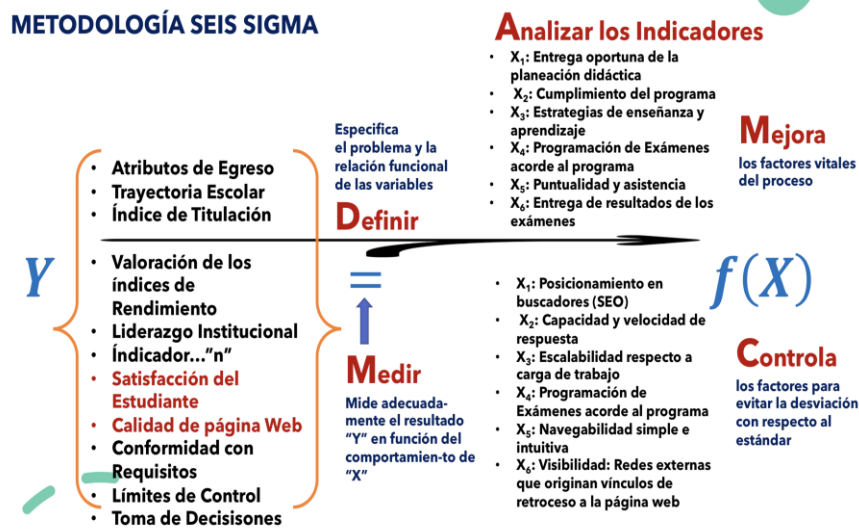 METODOLOGÍA SEIS SIGMA
Y
• Atributos de Egreso
• Trayectoria Escolar
• Índice de Titulación
• Valoración de los
índices de
Rendimiento
• Liderazgo Institucional
• Índicador..."n"
• Satisfacción del
Estudiante
• Calidad de página Web
• Conformidad con
Requisitos
• Límites de Control
• Toma de Decisisones
Especifica
el problema y la
relación funcional
de las variables
Definir
=
Medir
Mide adecuada-
mente el resultado
"Y" en función del
comportamien-to de
"X"
Analizar los Indicadores
• X₁: Entrega oportuna de la
planeación didáctica
• X₂: Cumplimiento del programa
• X₃: Estrategias de enseñanza y
aprendizaje
• X₄: Programación de Exámenes
acorde al programa
• X₅: Puntualidad y asistencia
• X₆: Entrega de resultados de los
exámenes
• X₁: Posicionamiento en
buscadores (SEO)
• X₂: Capacidad y velocidad de
respuesta
• X₃: Escalabilidad respecto a
carga de trabajo
• X₄: Programación de
Exámenes acorde al programa
• X₅: Navegabilidad simple e
intuitiva
• X₆: Visibilidad: Redes externas
que originan vínculos de
retroceso a la página web
Mejora
los factores vitales
del proceso
f(X)
Controla
los factores para
evitar la desviación
con respecto al
estándar